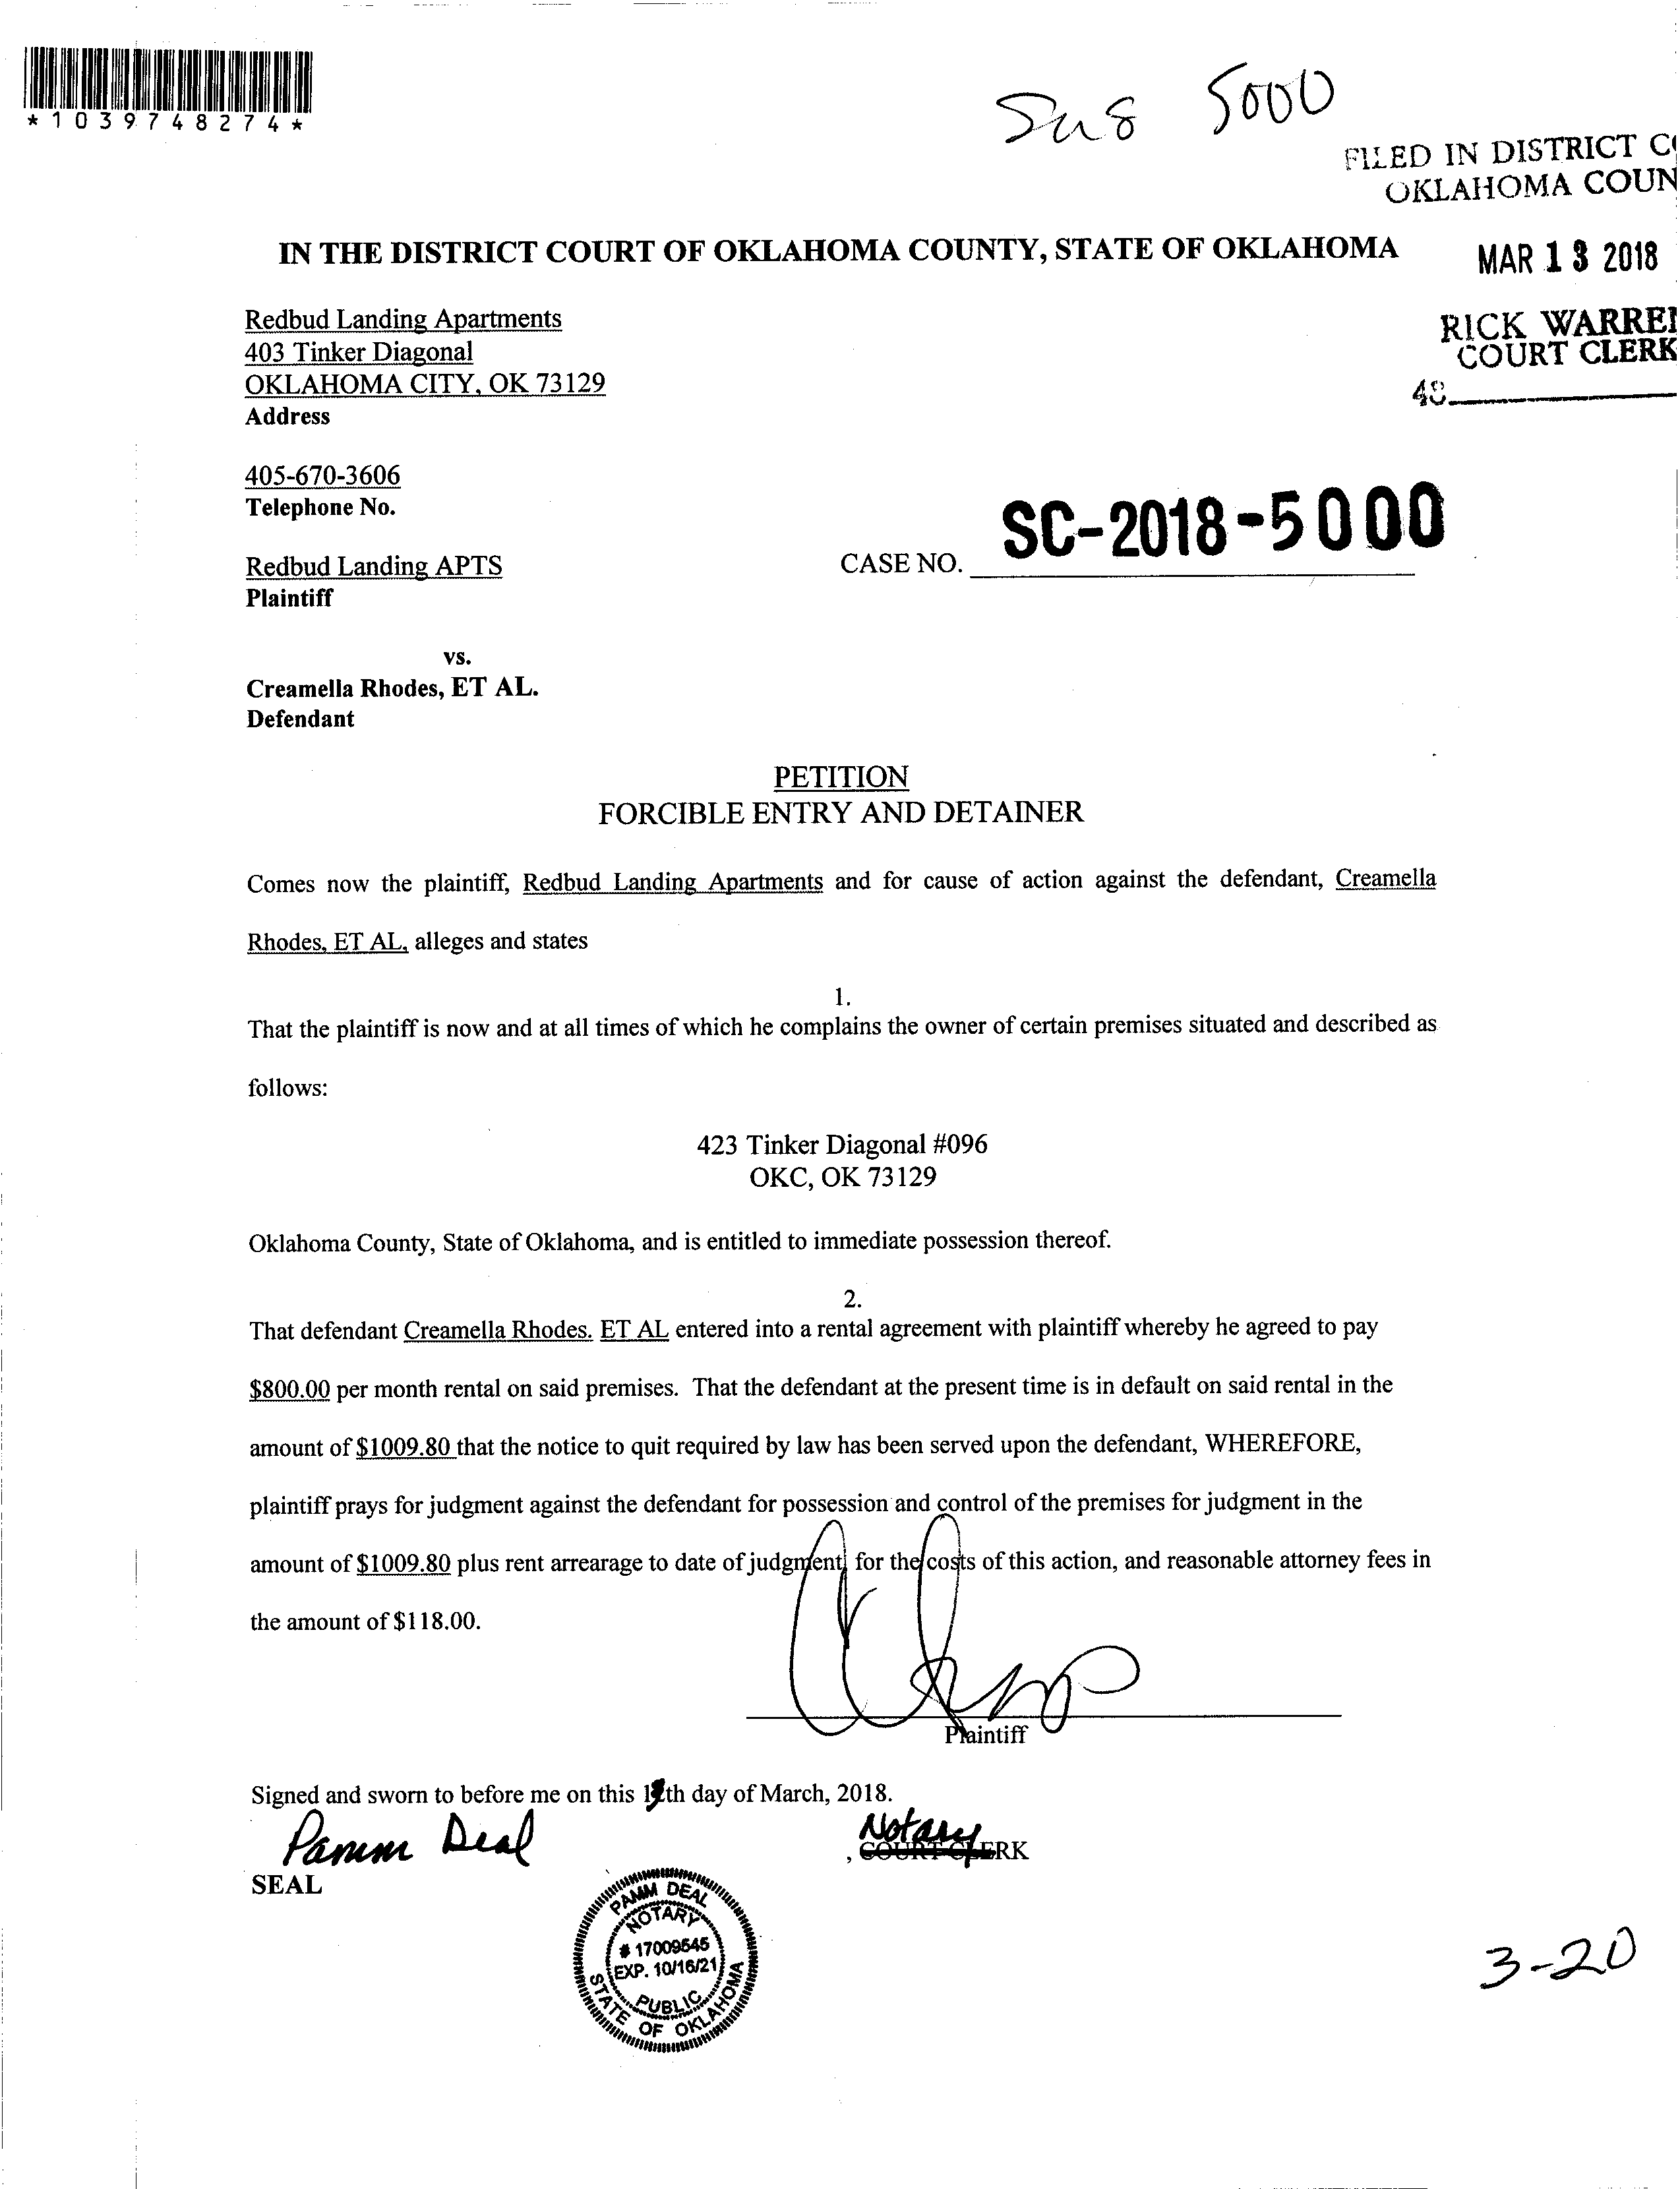 *1039748274*
5000
FILED IN DISTRICT C
OKLAHOMA COUN
IN THE DISTRICT COURT OF OKLAHOMA COUNTY, STATE OF OKLAHOMA
MAR 13 2018
Redbud Landing Apartments
403 Tinker Diagonal
OKLAHOMA CITY, OK 73129
Address
RICK WARRE
COURT CLERK
405-670-3606
Telephone No.
CASE NO. SC-2018-5000
Redbud Landing APTS
Plaintiff
vs.
Creamella Rhodes, ET AL.
Defendant
PETITION
FORCIBLE ENTRY AND DETAINER
Comes now the plaintiff, Redbud Landing Apartments and for cause of action against the defendant, Creamella
Rhodes, ET AL, alleges and states
1.
That the plaintiff is now and at all times of which he complains the owner of certain premises situated and described as
follows:
423 Tinker Diagonal #096
OKC, OK 73129
Oklahoma County, State of Oklahoma, and is entitled to immediate possession thereof.
2.
That defendant Creamella Rhodes. ET AL entered into a rental agreement with plaintiff whereby he agreed to pay
$800.00 per month rental on said premises. That the defendant at the present time is in default on said rental in the
amount of $1009.80 that the notice to quit required by law has been served upon the defendant, WHEREFORE,
plaintiff prays for judgment against the defendant for possession and control of the premises for judgment in the
amount of $1009.80 plus rent arrearage to date of judgment, for the costs of this action, and reasonable attorney fees in
the amount of $118.00.
Plaintiff
Signed and sworn to before me on this th day of March, 2018.
Pamm Deal
Notary
, COURT CLERK
SEAL
PAMM DEAL
NOTARY
# 17009545
EXP. 10/16/21
PUBLIC
STATE OF OKLAHOMA
3-20